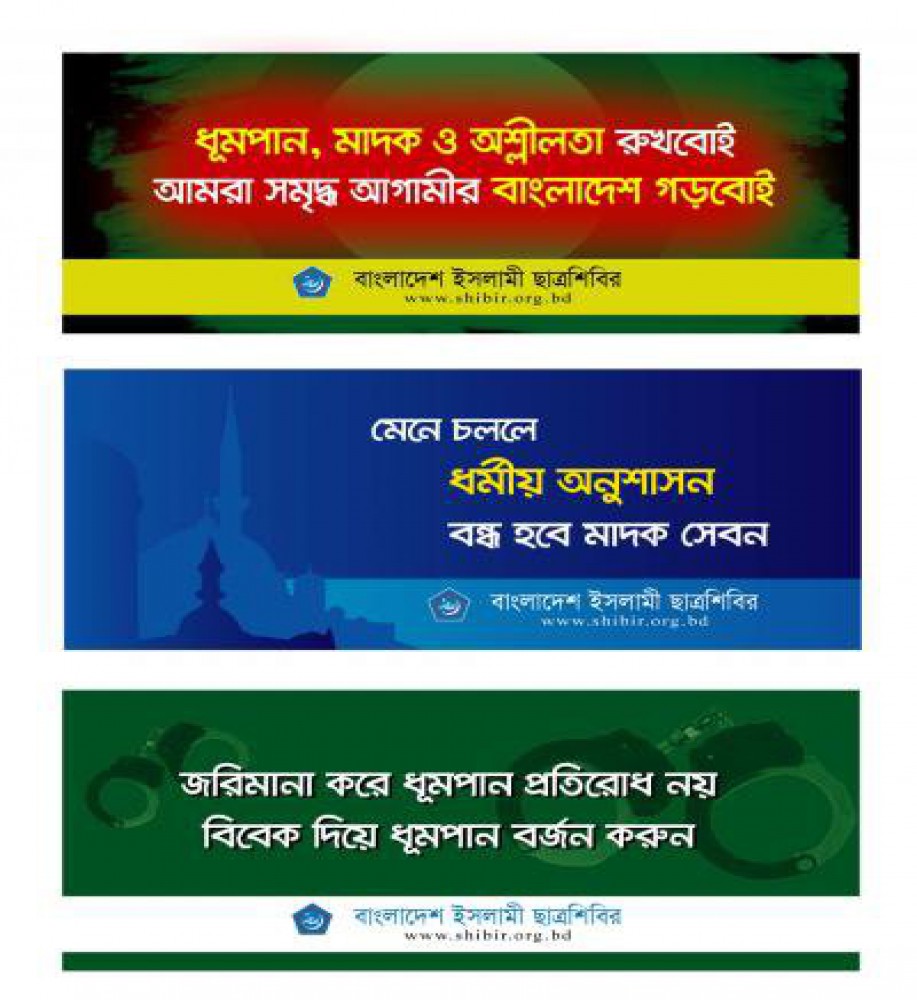 ধূমপান, মাদক ও অশ্লীলতা রুখবোই
আমরা সমৃদ্ধ আগামীর বাংলাদেশ গড়বোই
বাংলাদেশ ইসলামী ছাত্রশিবির
www.shibir.org.bd
মেনে চললে
ধর্মীয় অনুশাসন
বন্ধ হবে মাদক সেবন
বাংলাদেশ ইসলামী ছাত্রশিবির
www.shibir.org.bd
জরিমানা করে ধূমপান প্রতিরোধ নয়
বিবেক দিয়ে ধূমপান বর্জন করুন
বাংলাদেশ ইসলামী ছাত্রশিবির
www.shibir.org.bd